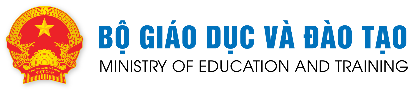 BỘ GIÁO DỤC VÀ ĐÀO TẠO
MINISTRY OF EDUCATION AND TRAINING